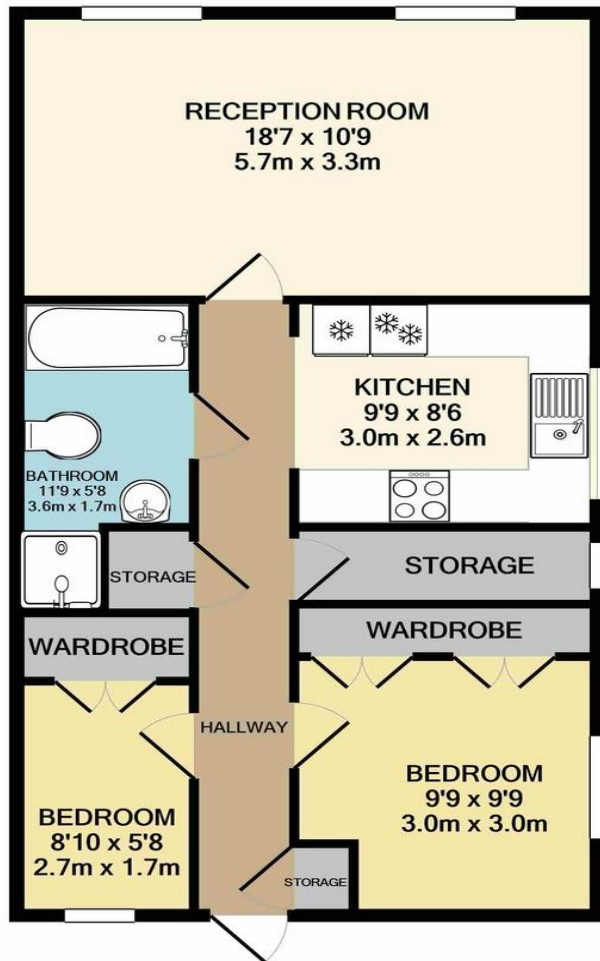 RECEPTION ROOM
18'7 x 10'9
5.7m x 3.3m
KITCHEN
9'9 x 8'6
3.0m x 2.6m
BATHROOM
11'9 x 5'8
3.6m x 1.7m
STORAGE
STORAGE
WARDROBE
WARDROBE
HALLWAY
BEDROOM
9'9 x 9'9
3.0m x 3.0m
BEDROOM
8'10 x 5'8
2.7m x 1.7m
STORAGE